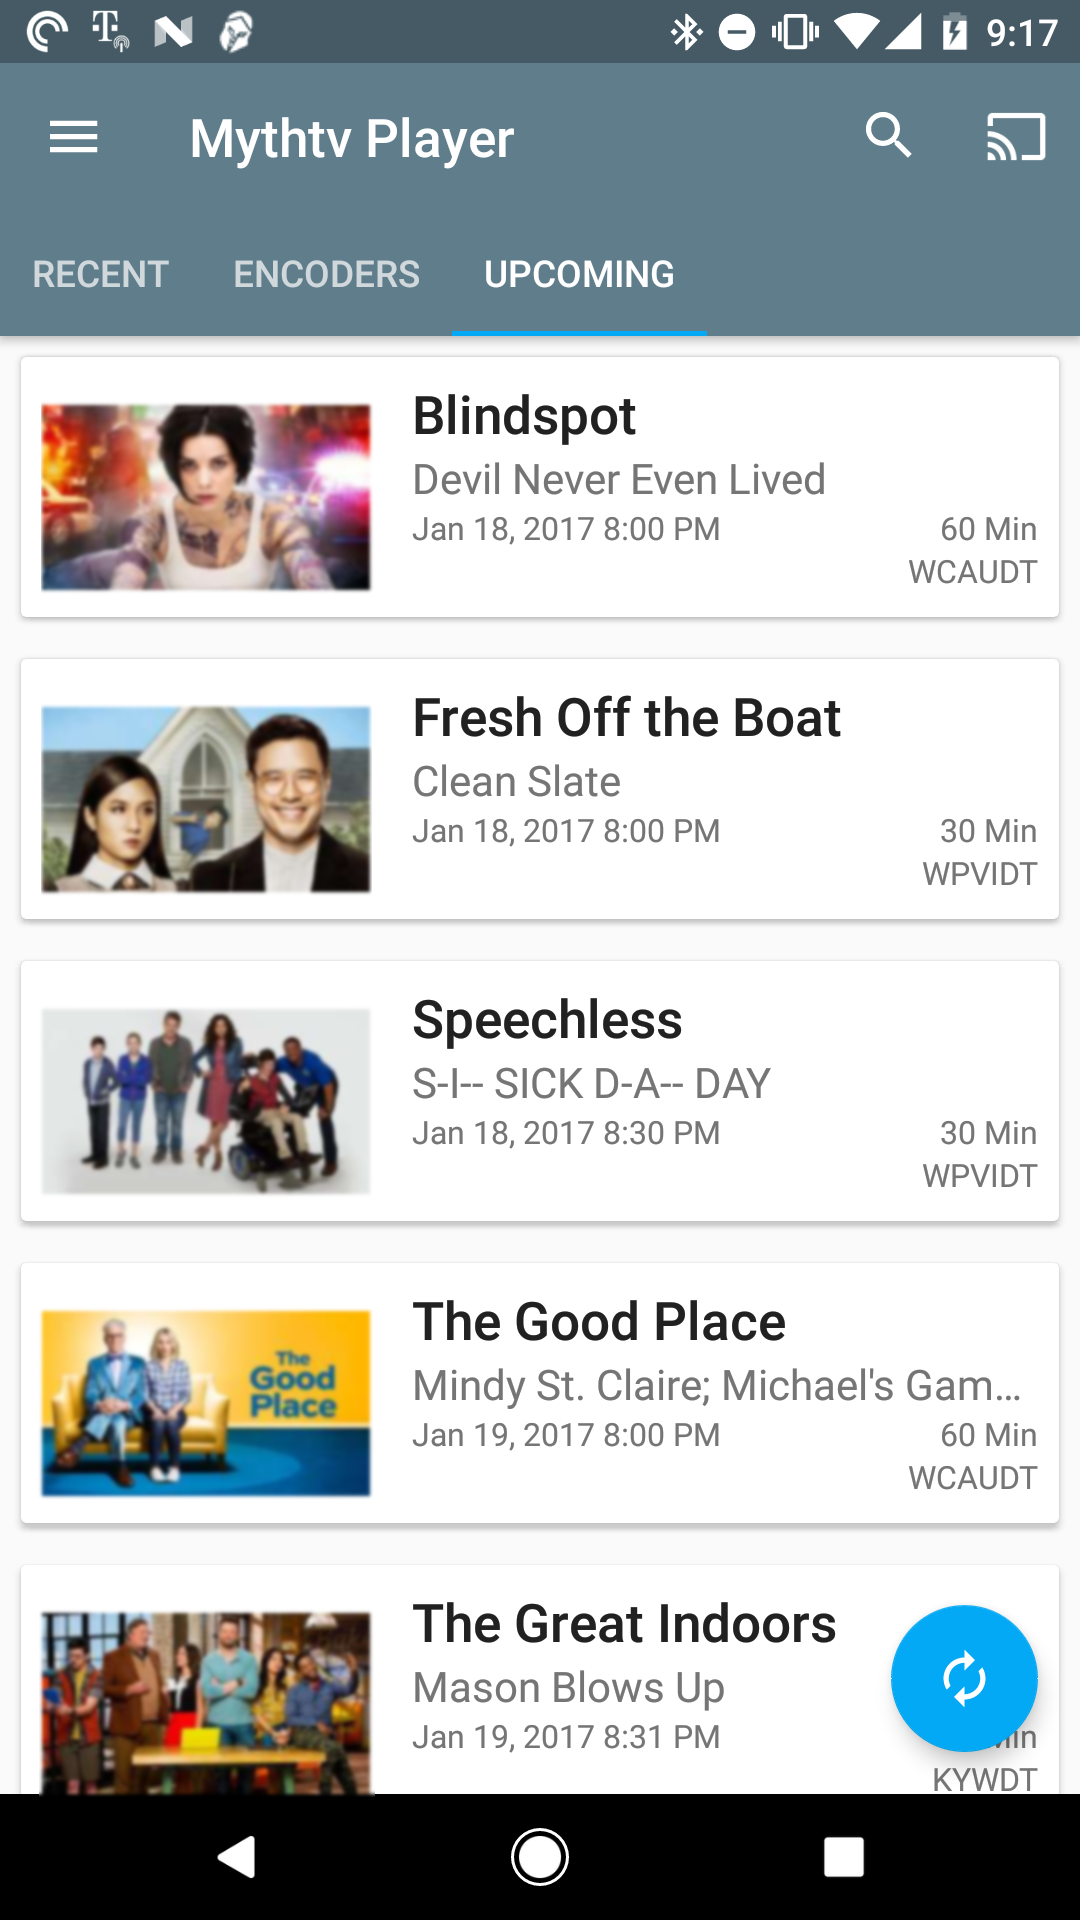 9:17
Mythtv Player
RECENT ENCODERS UPCOMING
Blindspot
Devil Never Even Lived
Jan 18, 2017 8:00 PM 60 Min
WCAUDT
Fresh Off the Boat
Clean Slate
Jan 18, 2017 8:00 PM 30 Min
WPVIDT
Speechless
S-I-- SICK D-A-- DAY
Jan 18, 2017 8:30 PM 30 Min
WPVIDT
The
Good
Place
The Good Place
Mindy St. Claire; Michael's Gam...
Jan 19, 2017 8:00 PM 60 Min
WCAUDT
The Great Indoors
Mason Blows Up
Jan 19, 2017 8:31 PM
KYWDT